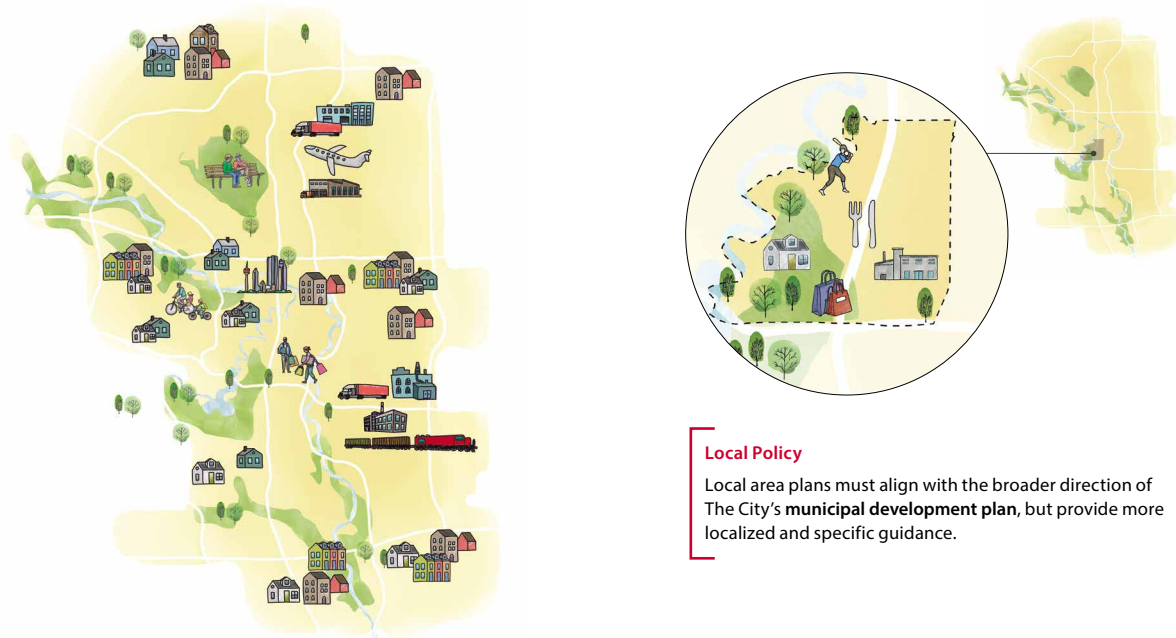 Local Policy
Local area plans must align with the broader direction of
The City's municipal development plan, but provide more
localized and specific guidance.